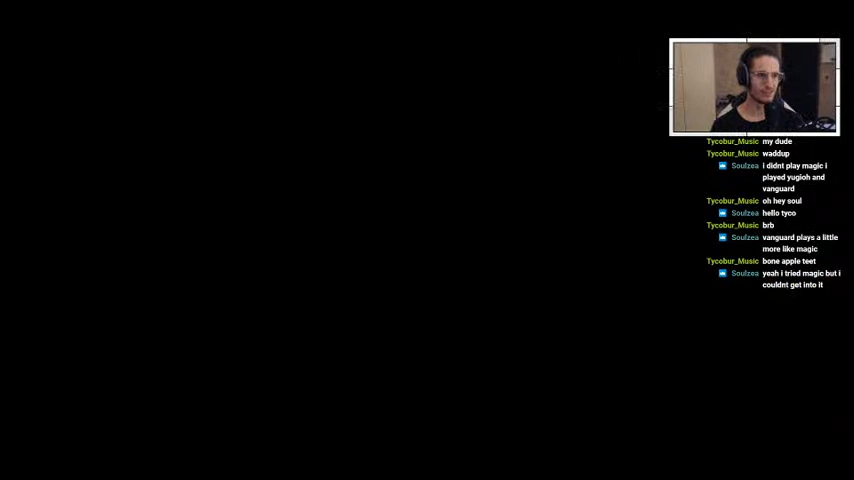 Tycobur_Music my dude
Tycobur_Music waddup
Soulzea i didnt play magic i
played yugioh and
vanguard
Tycobur_Music oh hey soul
Soulzea hello tyco
Tycobur_Music brb
Soulzea vanguard plays a little
more like magic
Tycobur_Music bone apple teet
Soulzea yeah i tried magic but i
couldnt get into it